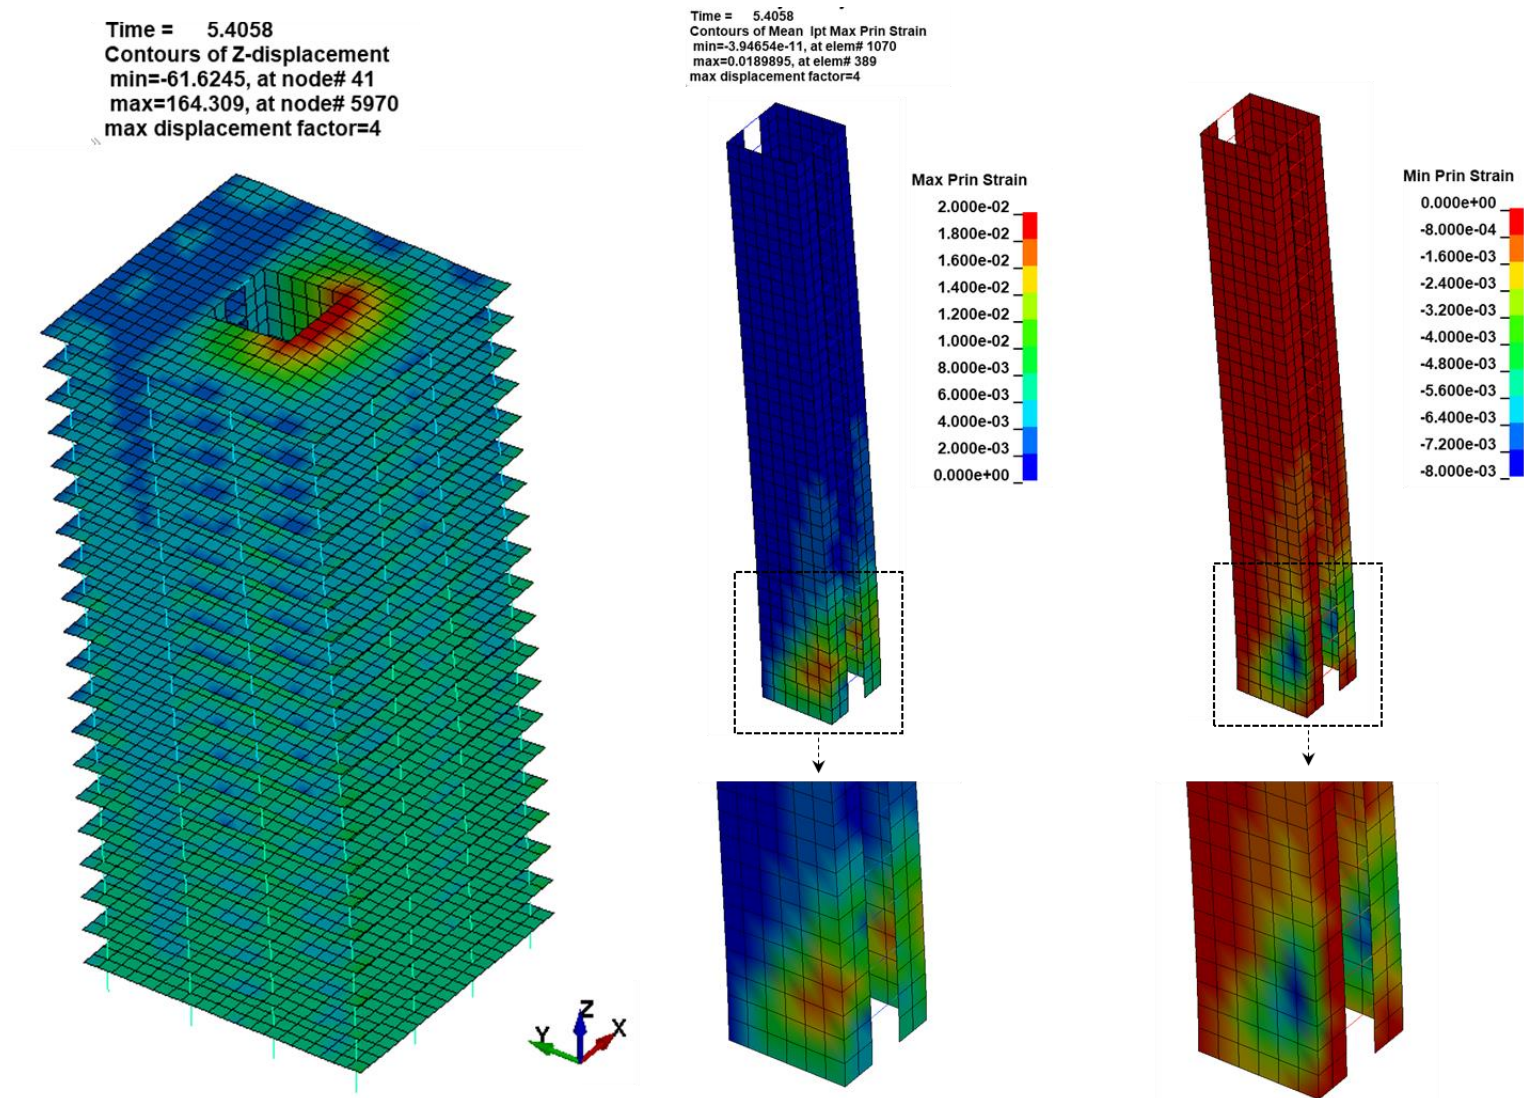 Time = 5.4058
Contours of Z-displacement
min=-61.6245, at node# 41
max=164.309, at node# 5970
max displacement factor=4
Time = 5.4058
Contours of Mean Ipt Max Prin Strain
min=-3.94654e-11, at elem# 1070
max=0.0189895, at elem# 389
max displacement factor=4
Max Prin Strain
2.000e-02
1.800e-02
1.600e-02
1.400e-02
1.200e-02
1.000e-02
8.000e-03
6.000e-03
4.000e-03
2.000e-03
0.000e+00
Min Prin Strain
0.000e+00
-8.000e-04
-1.600e-03
-2.400e-03
-3.200e-03
-4.000e-03
-4.800e-03
-5.600e-03
-6.400e-03
-7.200e-03
-8.000e-03
Z
Y
X